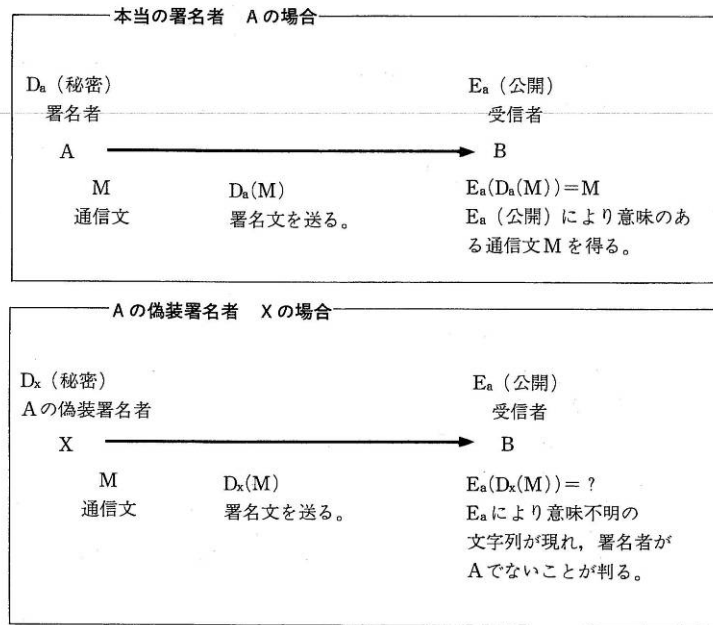 本当の署名者　Aの場合
Da（秘密）
署名者
A
M
通信文
Da(M)
署名文を送る。
Ea（公開）
受信者
B
Ea(Da(M))=M
Ea（公開）により意味のあ
る通信文Mを得る。
Aの偽装署名者　Xの場合
Dx（秘密）
Aの偽装署名者
X
M
通信文
Dx(M)
署名文を送る。
Ea（公開）
受信者
B
Ea(Dx(M))=？
Eaにより意味不明の
文字列が現れ，署名者が
Aでないことが判る。